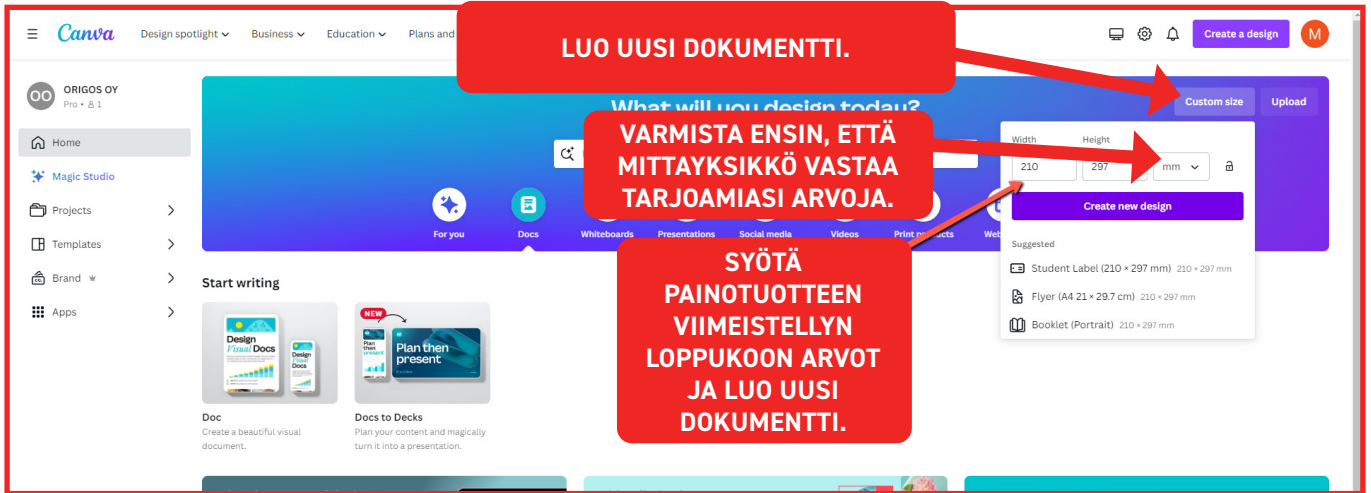 Canva
Design spotlight
Business
Education
Plans and
LUO UUSI DOKUMENTTI.
Create a design
M
OO
ORIGOS OY
Pro • 1
Home
Magic Studio
Projects
Templates
Brand
Apps
What will you design today?
Custom size
Upload
VARMISTA ENSIN, ETTÄ
MITTAYKSIKKÖ VASTAA
TARJOAMIASI ARVOJA.
Width
Height
210
297
mm
Create new design
For you
Docs
Whiteboards
Presentations
Social media
Videos
Print products
Suggested
Student Label (210 × 297 mm) 210 × 297 mm
Flyer (A4 21 × 29.7 cm) 210 × 297 mm
Booklet (Portrait) 210 × 297 mm
SYÖTÄ
PAINOTUOTTEEN
VIIMEISTELLYN
LOPPUKOON ARVOT
JA LUO UUSI
DOKUMENTTI.
Start writing
Design
Visual Docs
Design
Visual
Docs
NEW
Plan
then
present
Plan then
present
Doc
Create a beautiful visual
document.
Docs to Decks
Plan your content and magically
turn it into a presentation.